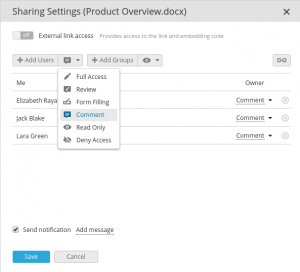 Sharing Settings (Product Overview.docx)
off External link access Provides access to the link and embedding code
Add Users Add Groups
Full Access
Review
Form Filling
Comment
Read Only
Deny Access
Me Owner
Elizabeth Raya Comment
Jack Blake Comment
Lara Green Comment
Send notification Add message
Save Cancel